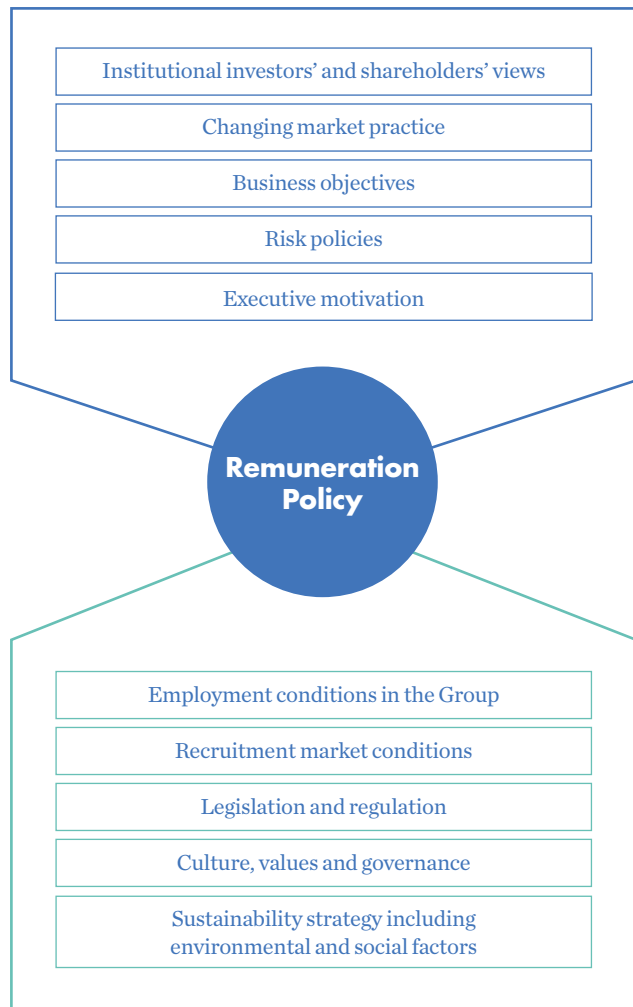 Institutional investors’ and shareholders’ views
Changing market practice
Business objectives
Risk policies
Executive motivation
Remuneration
Policy
Employment conditions in the Group
Recruitment market conditions
Legislation and regulation
Culture, values and governance
Sustainability strategy including
environmental and social factors